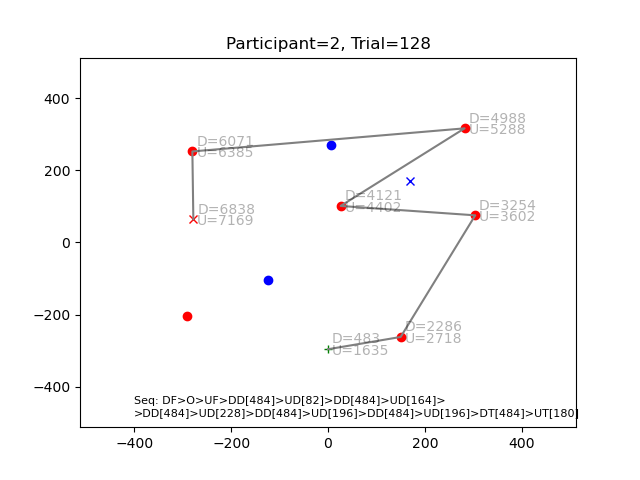 Participant=2, Trial=128
400
200
0
−200
−400
D=6071
U=6385
D=4988
U=5288
D=4121
U=4402
D=3254
U=3602
D=6838
U=7169
D=2286
U=2718
D=483
U=1635
Seq: DF>O>UF>DD[484]>UD[82]>DD[484]>UD[164]>
>DD[484]>UD[228]>DD[484]>UD[196]>DD[484]>UD[196]>DT[484]>UT[180]
−400
−200
0
200
400